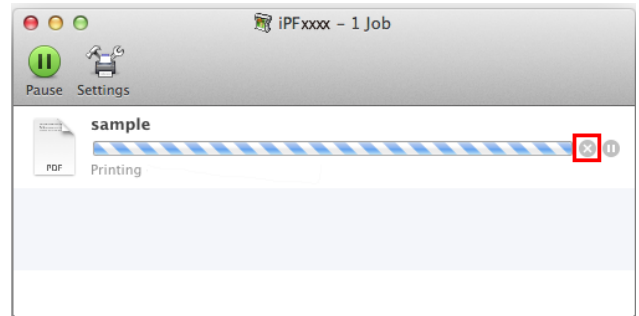 iPFxxxx – 1 Job
Pause Settings
sample
PDF
Printing